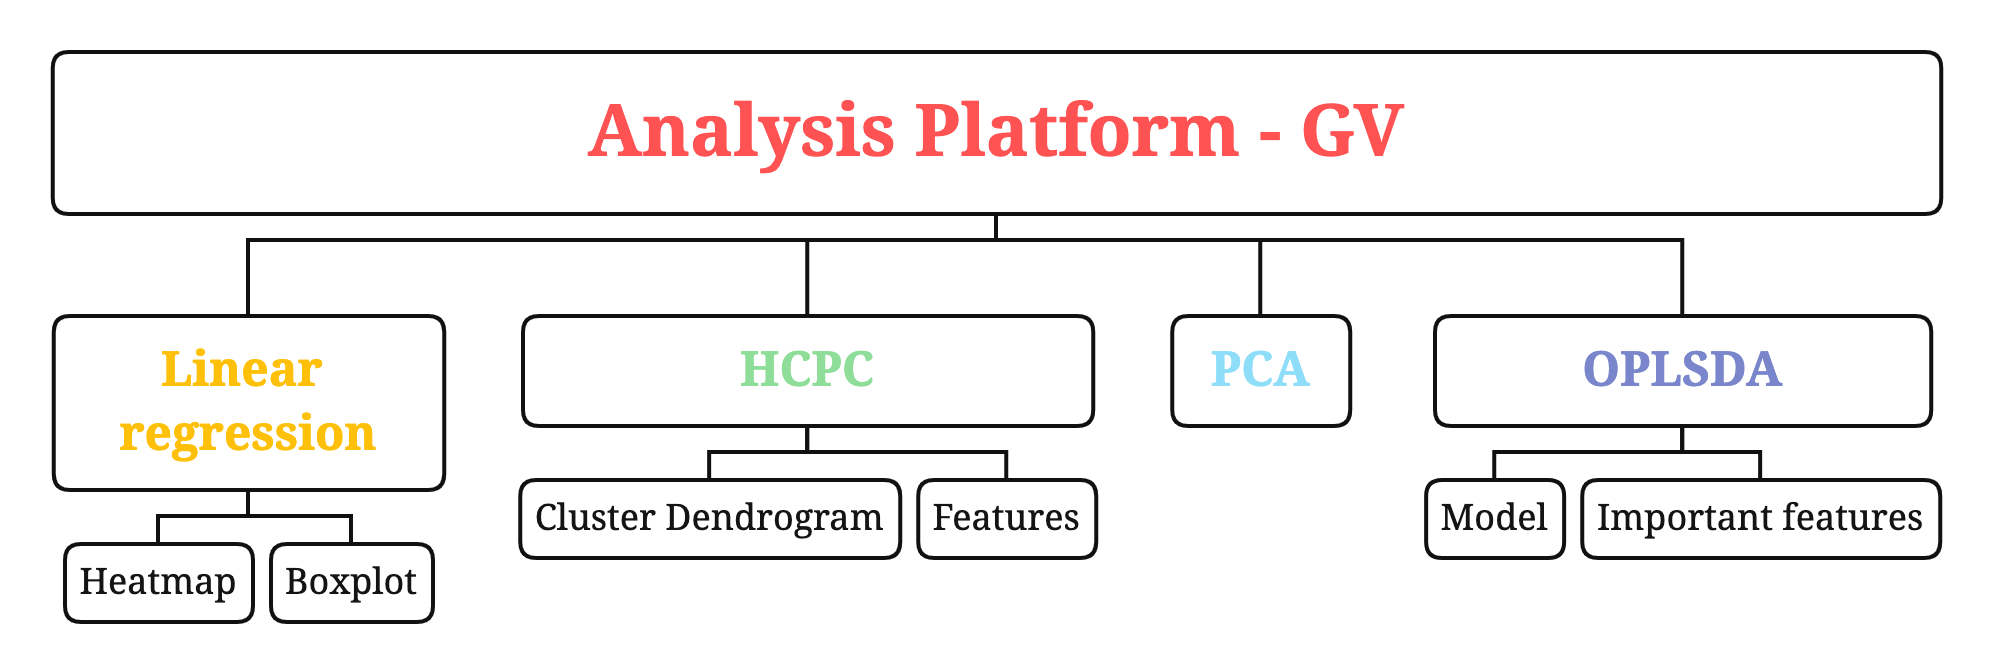 Analysis Platform - GV
Linear
regression
HCPC
PCA
OPLSDA
Cluster Dendrogram
Features
Model
Important features
Heatmap
Boxplot